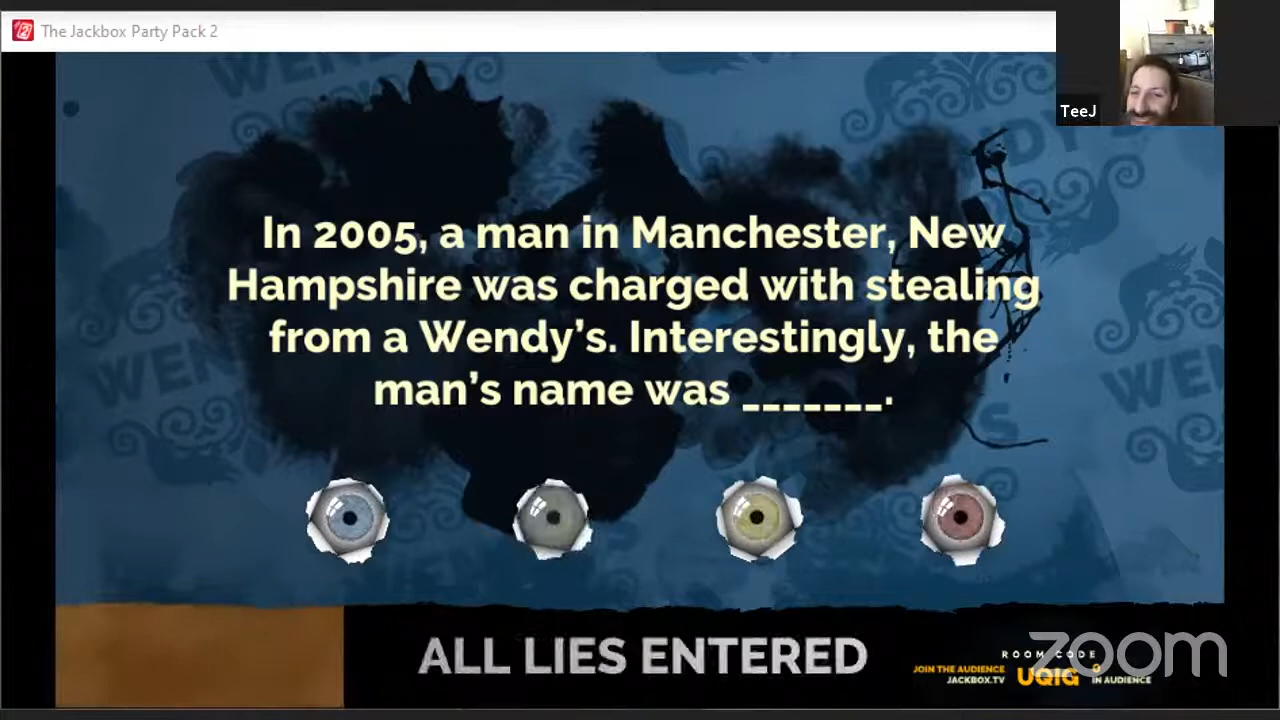 The Jackbox Party Pack 2
TeeJ
In 2005, a man in Manchester, New
Hampshire was charged with stealing
from a Wendy’s. Interestingly, the
man’s name was _______.
ALL LIES ENTERED
ROOM CODE
JOIN THE AUDIENCE
JACKBOX.TV
UQIG
0
IN AUDIENCE
zoom